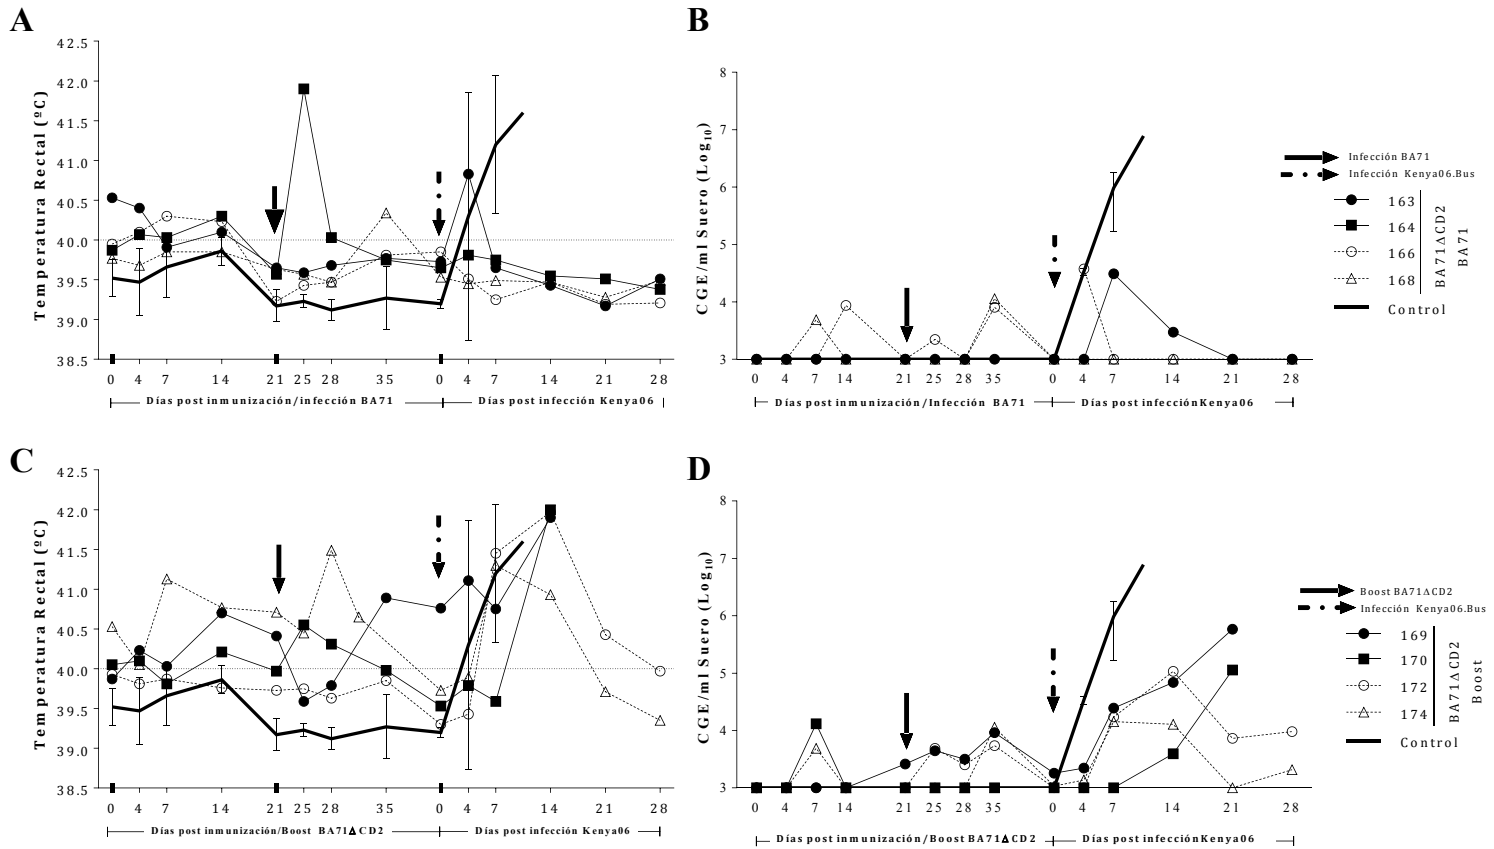 A
Temperatura Rectal (ºC)
42.5
42.0
41.5
41.0
40.5
40.0
39.5
39.0
38.5
0 4 7 14 21 25 28 35 0 4 7 14 21 28
Días post inmunización/infección BA71
Días post infección Kenya06
B
CGE/ml Suero (Log10)
8
7
6
5
4
3
0 4 7 14 21 25 28 35 0 4 7 14 21 28
Días post inmunización/Infección BA71
Días post infección Kenya06
Infección BA71
Infección Kenya06.Bus
163
164
166
168
BA71ΔCD2
BA71
Control
C
Temperatura Rectal (ºC)
42.5
42.0
41.5
41.0
40.5
40.0
39.5
39.0
38.5
0 4 7 14 21 25 28 35 0 4 7 14 21 28
Días post inmunización/Boost BA71ΔCD2
Días post infección Kenya06
D
CGE/ml Suero (Log10)
8
7
6
5
4
3
0 4 7 14 21 25 28 35 0 4 7 14 21 28
Días post inmunización/Boost BA71ΔCD2
Días post infección Kenya06
Boost BA71ΔCD2
Infección Kenya06.Bus
169
170
172
174
BA71ΔCD2
Boost
Control